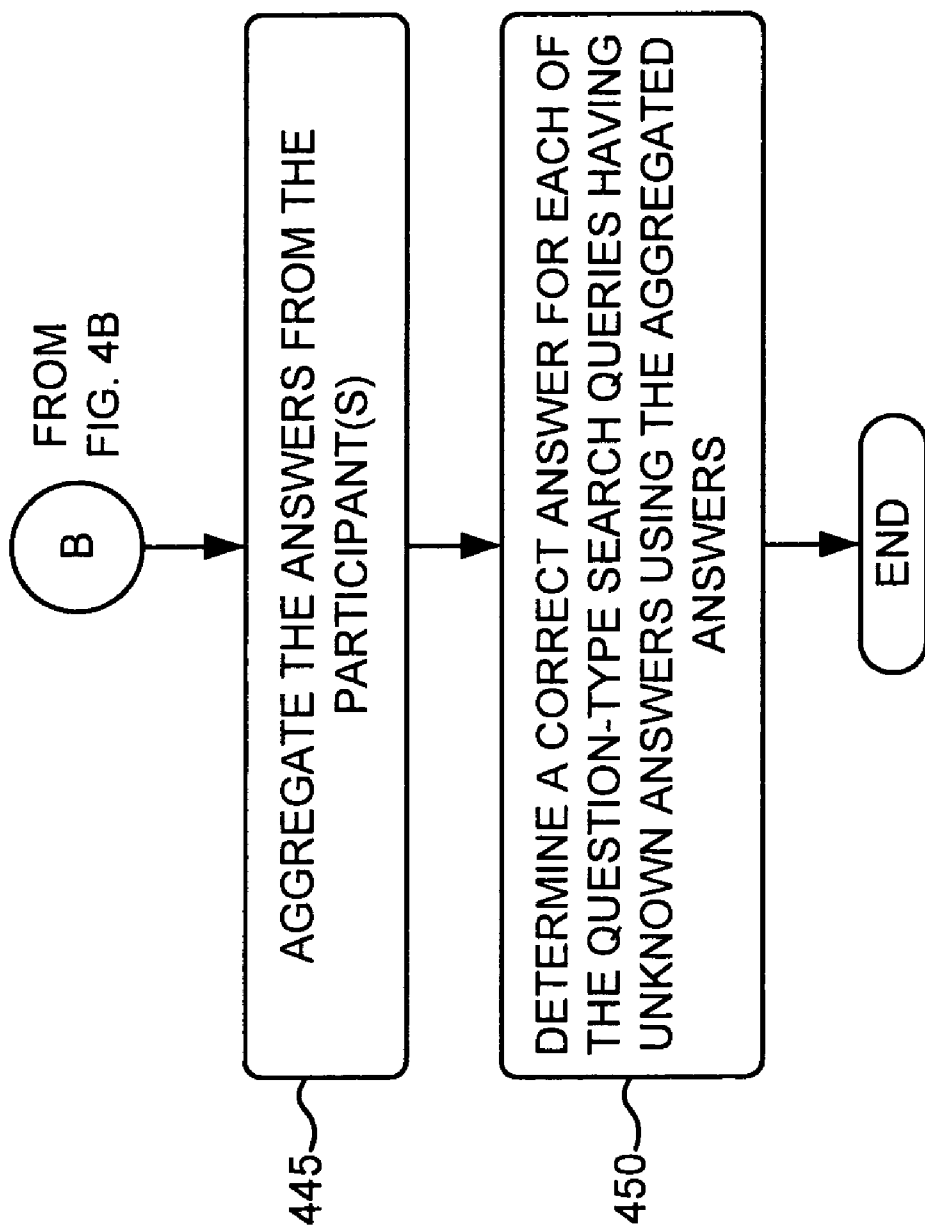 FROM
FIG. 4B
B
445
AGGREGATE THE ANSWERS FROM THE
PARTICIPANT(S)
450
DETERMINE A CORRECT ANSWER FOR EACH OF
THE QUESTION-TYPE SEARCH QUERIES HAVING
UNKNOWN ANSWERS USING THE AGGREGATED
ANSWERS
END